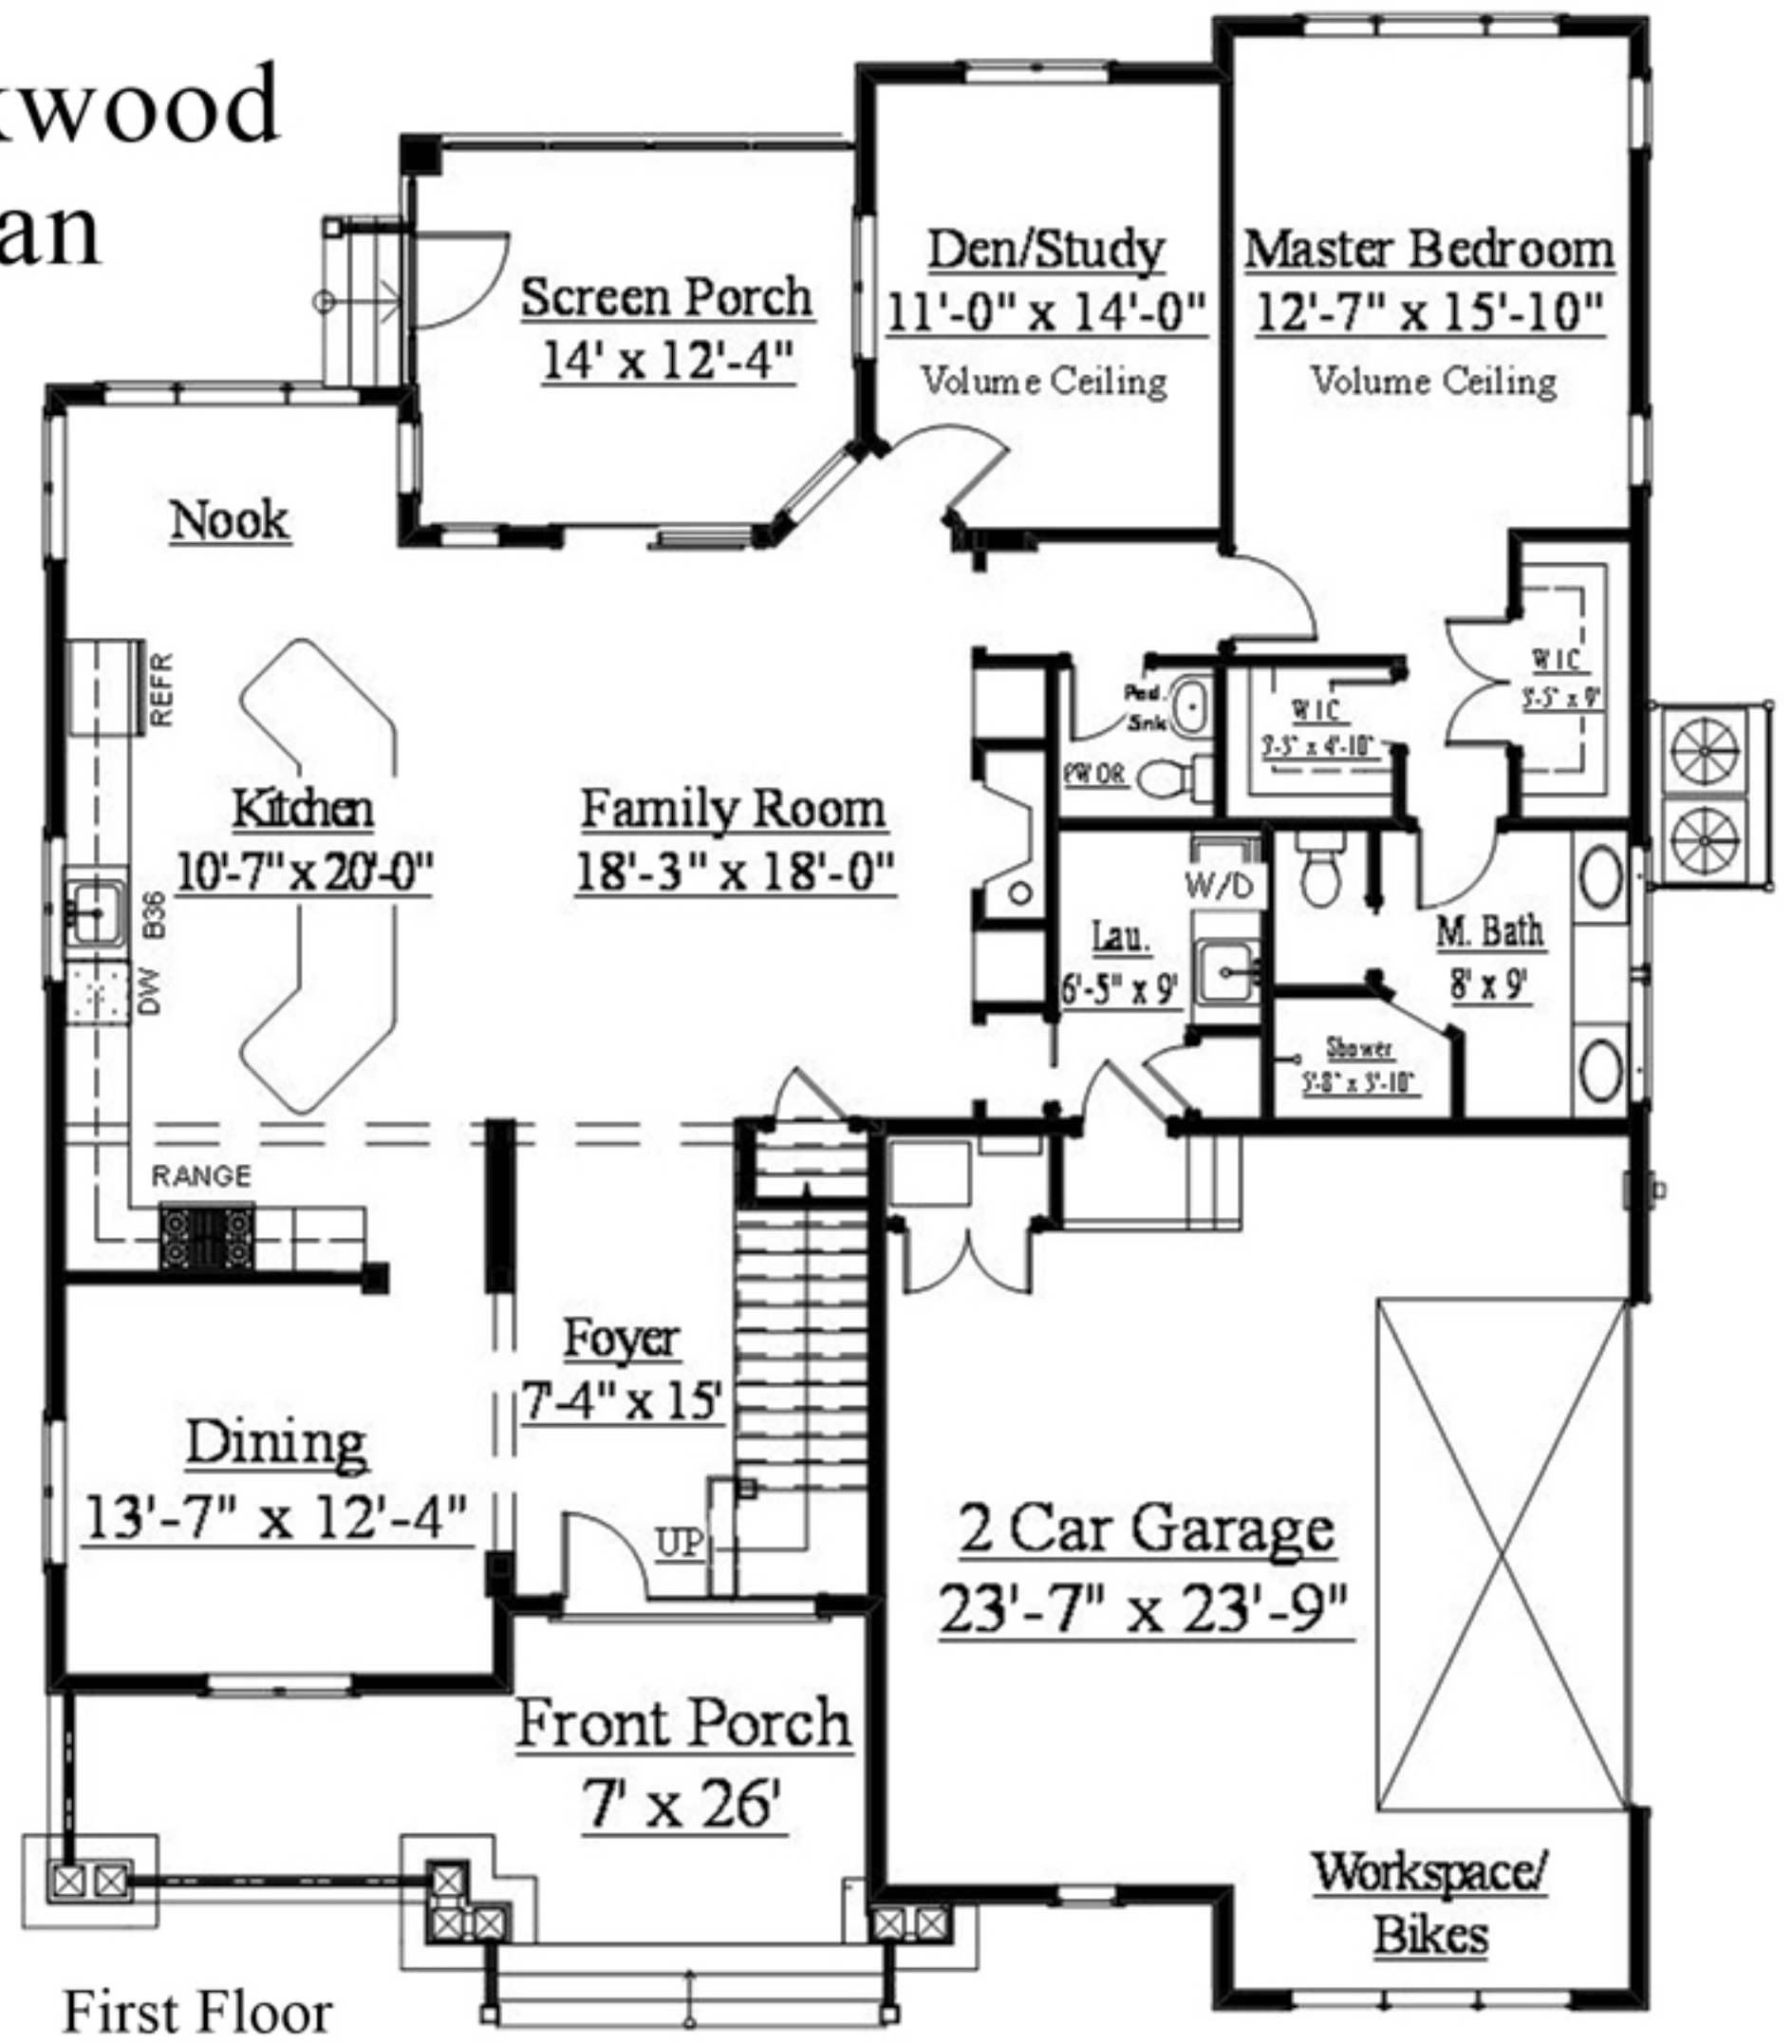 kwood
an
Screen Porch
14' x 12'-4"
Den/Study
11'-0" x 14'-0"
Volume Ceiling
Master Bedroom
12'-7" x 15'-10"
Volume Ceiling
Nook
REFR
Kitchen
10'-7" x 20'-0"
B36
DW
RANGE
Family Room
18'-3" x 18'-0"
Ped.
Sink
PWDR
WIC
WIC
W/D
Lau.
6'-5" x 9'
M. Bath
8' x 9'
Shower
Foyer
7'-4" x 15'
UP
Dining
13'-7" x 12'-4"
2 Car Garage
23'-7" x 23'-9"
Front Porch
7' x 26'
Workspace/
Bikes
First Floor